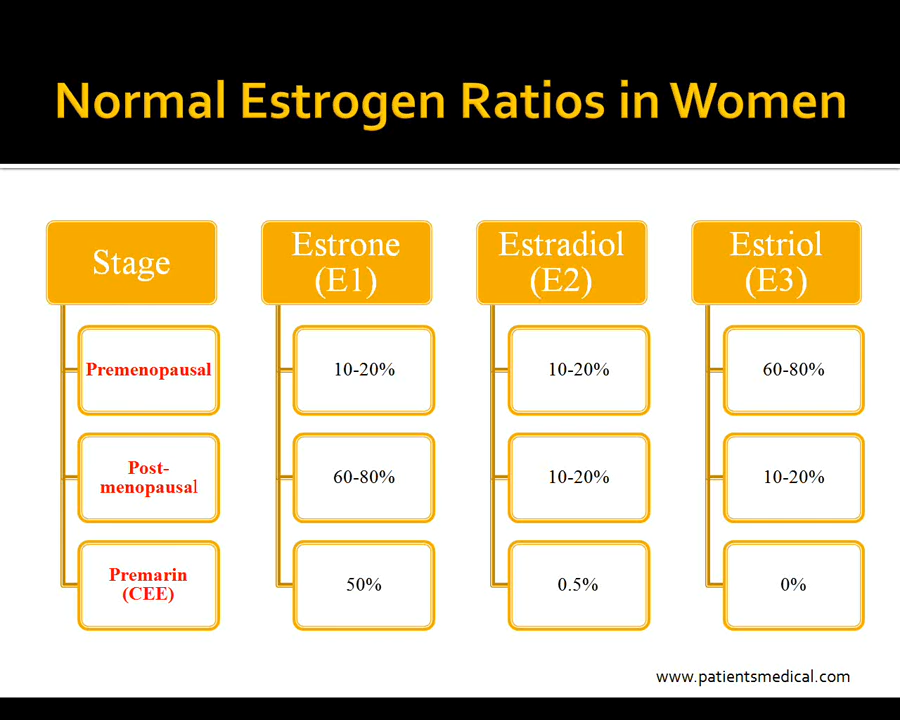 Normal Estrogen Ratios in Women
Stage
Estrone
(E1)
Estradiol
(E2)
Estriol
(E3)
Premenopausal
10-20%
10-20%
60-80%
Post-
menopausal
60-80%
10-20%
10-20%
Premarin
(CEE)
50%
0.5%
0%
www.patientsmedical.com